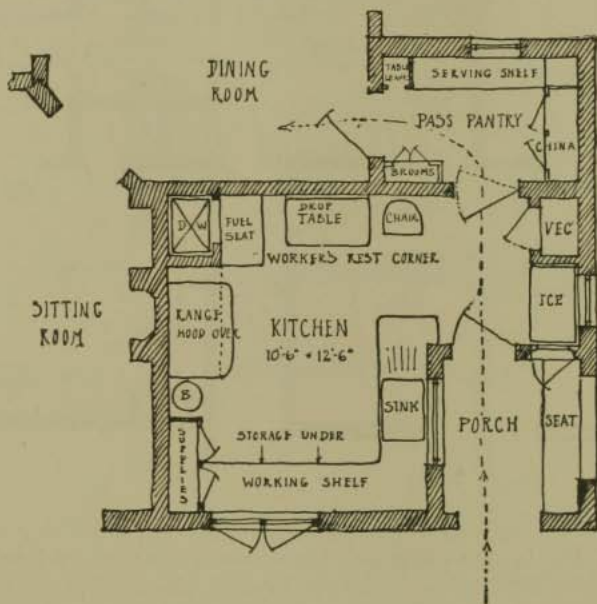 DINING
ROOM
TABLE
LEAVES
SERVING SHELF
PASS PANTRY
CHINA
BROOMS
D W
FUEL
SEAT
DROP
TABLE
CHAIR
VEG
WORKER'S REST CORNER
ICE
SITTING
ROOM
RANGE
HOOD OVER
KITCHEN
10'-6" × 12'-6"
B
SINK
PORCH
SEAT
SUPPLIES
STORAGE UNDER
WORKING SHELF